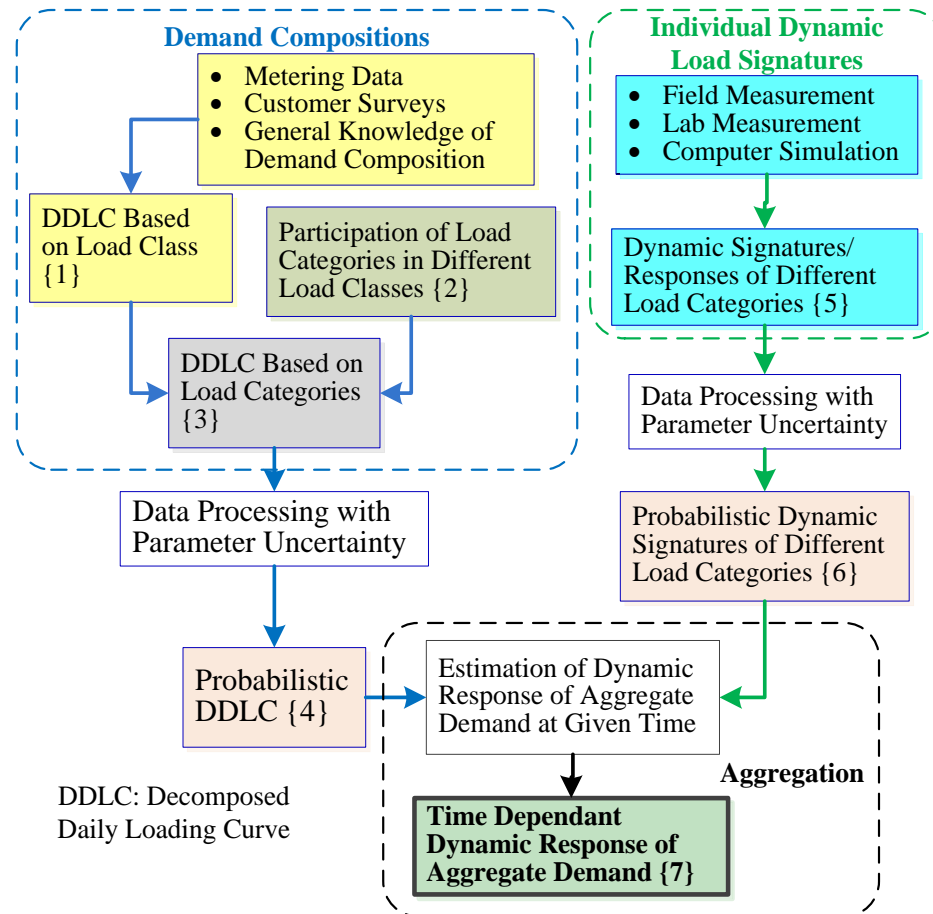 Demand Compositions
• Metering Data
• Customer Surveys
• General Knowledge of
Demand Composition
DDLC Based
on Load Class
{1}
Participation of Load
Categories in Different
Load Classes {2}
DDLC Based on
Load Categories
{3}
Data Processing with
Parameter Uncertainty
Probabilistic
DDLC {4}
DDLC: Decomposed
Daily Loading Curve
Individual Dynamic
Load Signatures
• Field Measurement
• Lab Measurement
• Computer Simulation
Dynamic Signatures/
Responses of Different
Load Categories {5}
Data Processing with
Parameter Uncertainty
Probabilistic Dynamic
Signatures of Different
Load Categories {6}
Estimation of Dynamic
Response of Aggregate
Demand at Given Time
Aggregation
Time Dependant
Dynamic Response of
Aggregate Demand {7}